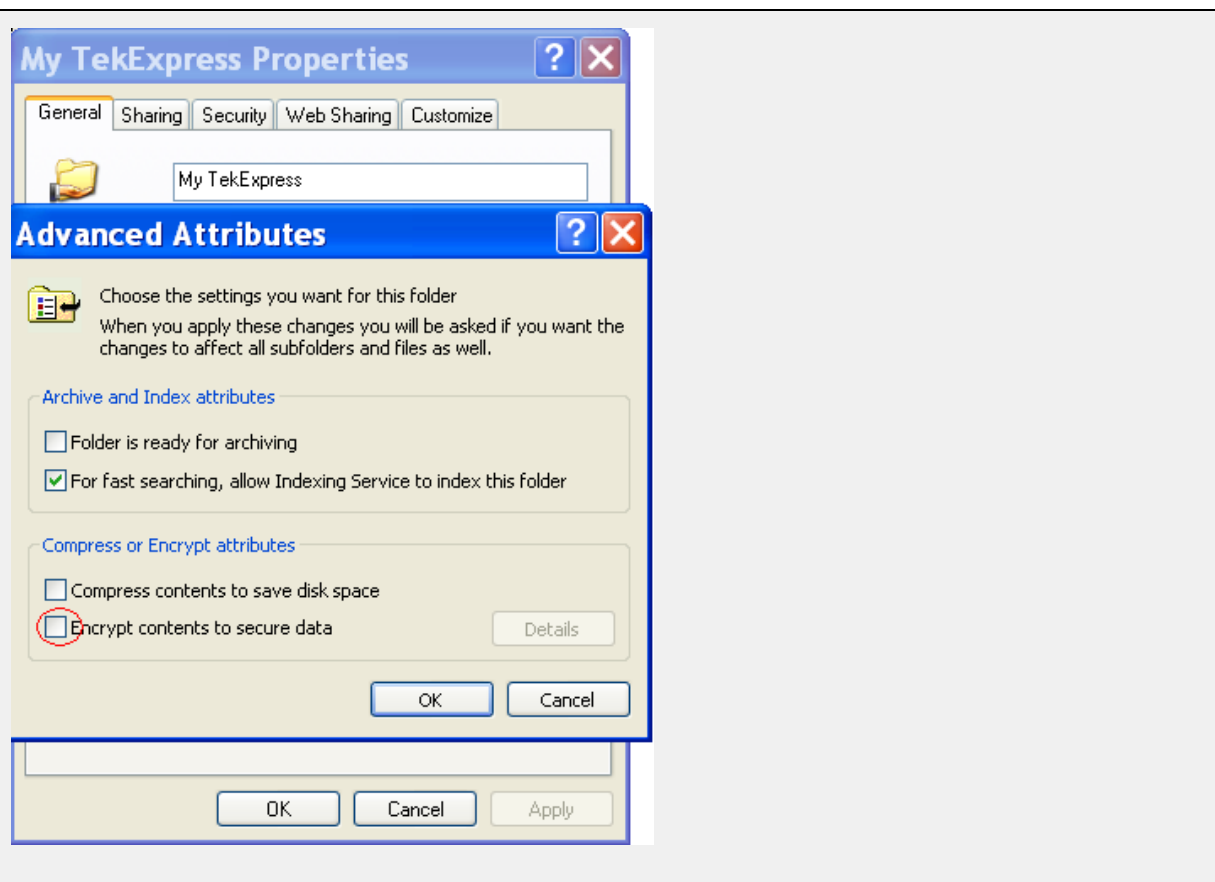 My TekExpress Properties
General Sharing Security Web Sharing Customize
My TekExpress
Advanced Attributes
Choose the settings you want for this folder
When you apply these changes you will be asked if you want the
changes to affect all subfolders and files as well.
Archive and Index attributes
Folder is ready for archiving
For fast searching, allow Indexing Service to index this folder
Compress or Encrypt attributes
Compress contents to save disk space
Encrypt contents to secure data Details
OK Cancel
OK Cancel Apply